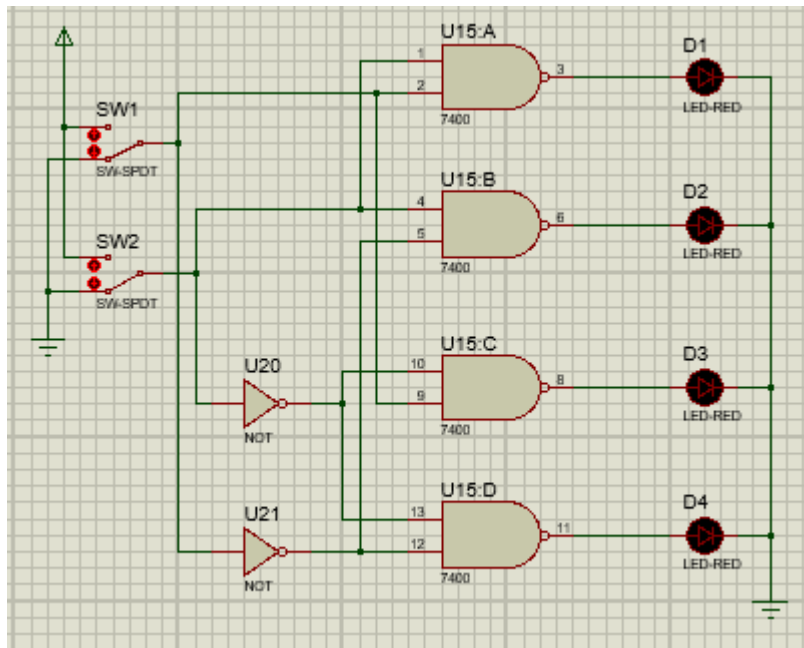 U15:A
1
2
3
7400
D1
LED-RED
SW1
SW-SPDT
U15:B
4
5
6
7400
D2
LED-RED
SW2
SW-SPDT
U15:C
10
9
8
7400
D3
LED-RED
U20
NOT
U15:D
13
12
11
7400
D4
LED-RED
U21
NOT